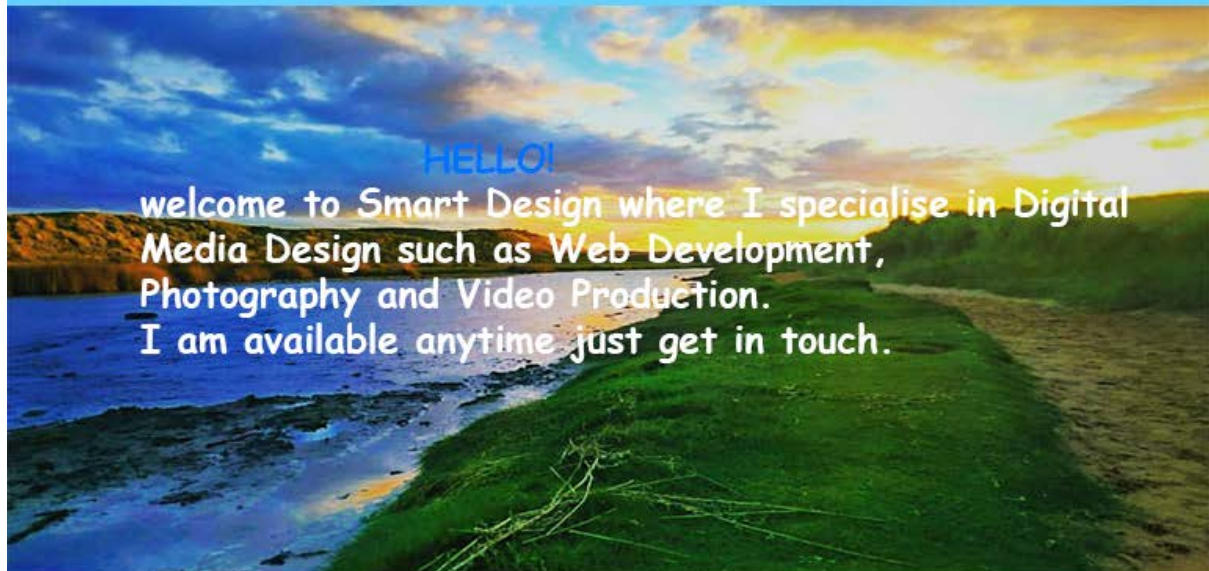 HELLO!
welcome to Smart Design where I specialise in Digital
Media Design such as Web Development,
Photography and Video Production.
I am available anytime just get in touch.